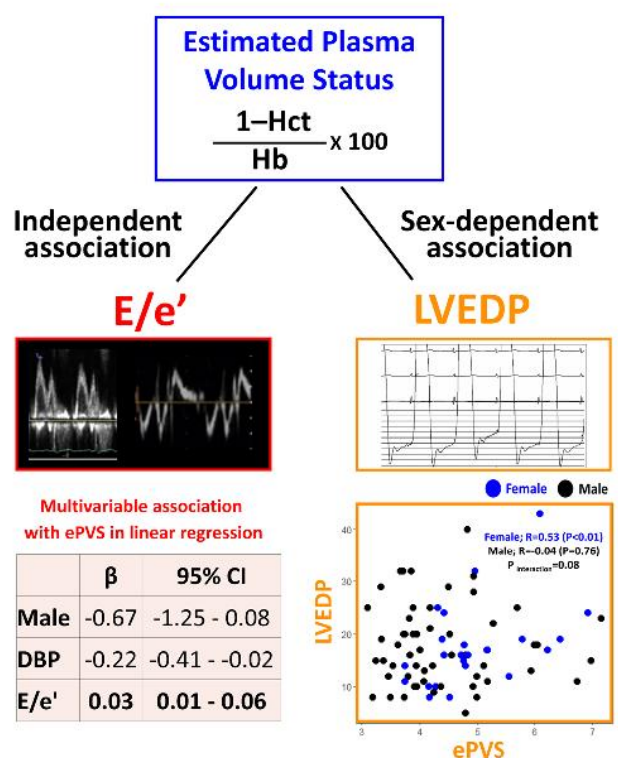 Estimated Plasma
Volume Status
1–Hct
Hb
x 100
Independent
association
Sex-dependent
association
E/e’
LVEDP
Multivariable association
with ePVS in linear regression
β 95% CI
Male -0.67 -1.25 - 0.08
DBP -0.22 -0.41 - -0.02
E/e' 0.03 0.01 - 0.06
Female Male
Female; R=0.53 (P<0.01)
Male; R=-0.04 (P=0.76)
P interaction=0.08
LVEDP
40
30
20
10
3 4 5 6 7
ePVS